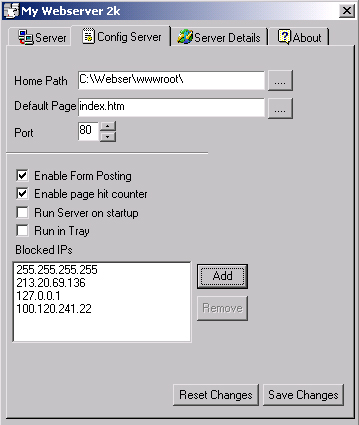 My Webserver 2k
Server Config Server Server Details About
Home Path C:\Webser\wwwroot\ ....
Default Page index.htm ....
Port 80
Enable Form Posting
Enable page hit counter
Run Server on startup
Run in Tray
Blocked IPs
255.255.255.255
213.20.69.136
127.0.0.1
100.120.241.22
Add
Remove
Reset Changes Save Changes